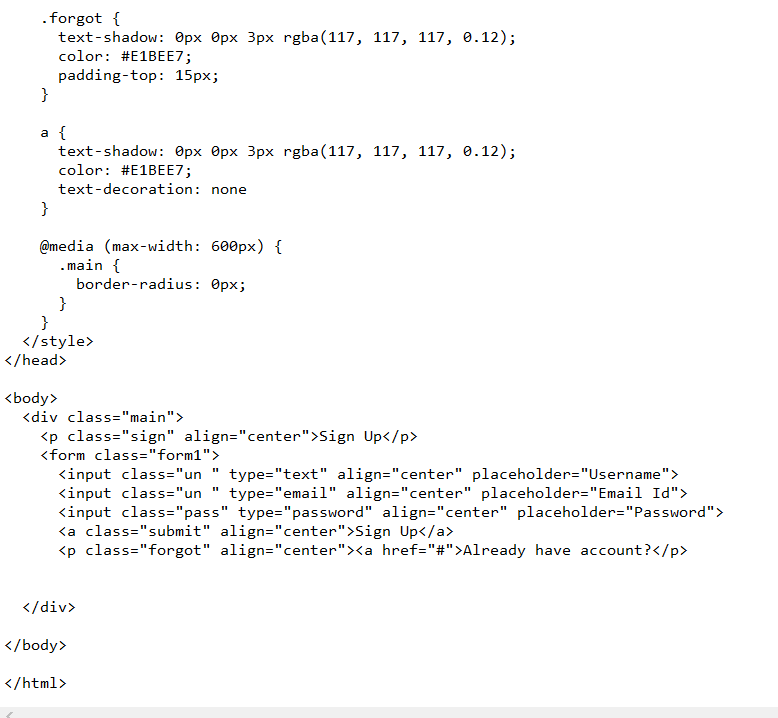 .forgot {
text-shadow: 0px 0px 3px rgba(117, 117, 117, 0.12);
color: #E1BEE7;
padding-top: 15px;
}
a {
text-shadow: 0px 0px 3px rgba(117, 117, 117, 0.12);
color: #E1BEE7;
text-decoration: none
}
@media (max-width: 600px) {
.main {
border-radius: 0px;
}
}
</style>
</head>
<body>
<div class="main">
<p class="sign" align="center">Sign Up</p>
<form class="form1">
<input class="un " type="text" align="center" placeholder="Username">
<input class="un " type="email" align="center" placeholder="Email Id">
<input class="pass" type="password" align="center" placeholder="Password">
<a class="submit" align="center">Sign Up</a>
<p class="forgot" align="center"><a href="#">Already have account?</p>
</div>
</body>
</html>